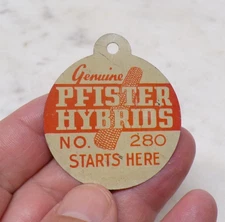 Genuine
PFISTER
HYBRIDS
NO. 280
STARTS HERE